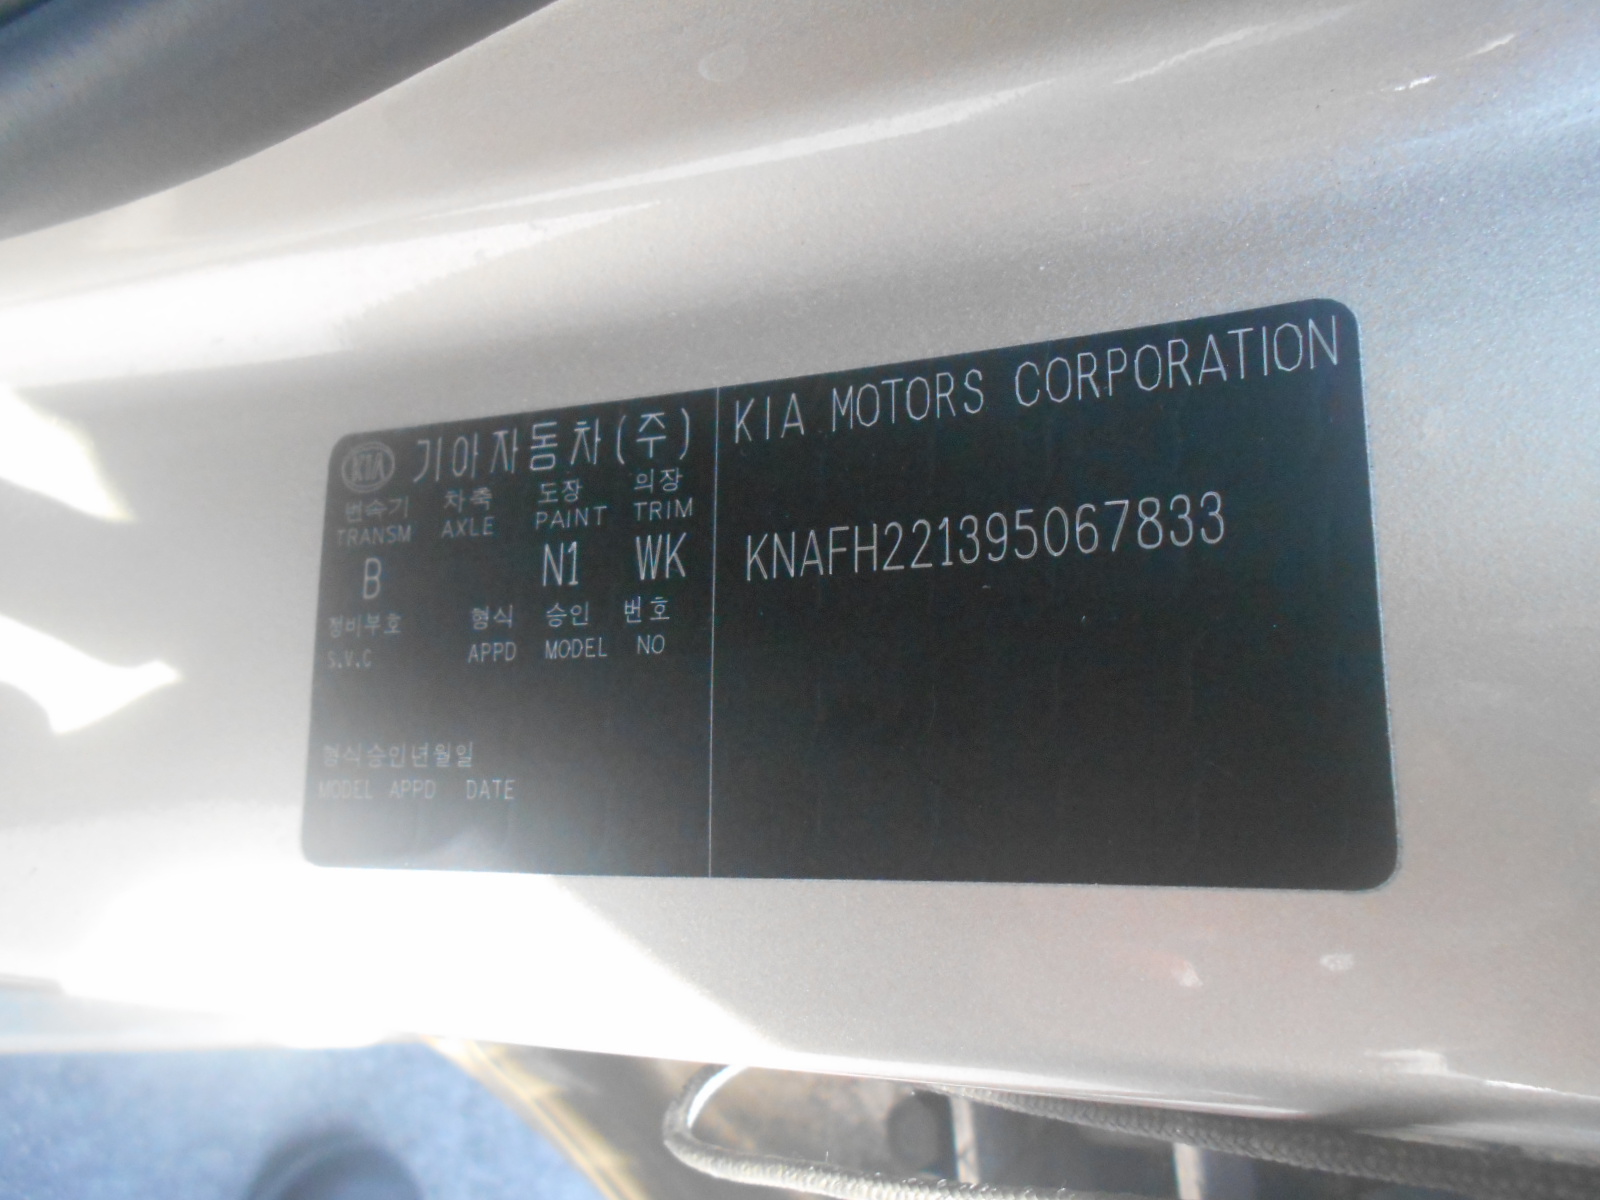 KIA 기아자동차(주)
변속기 차축 도장 의장
TRANSM AXLE PAINT TRIM
B N1 WK
정비부호 형식 승인 번호
S.V.C APPD MODEL NO
형식승인년월일
MODEL APPD DATE
KIA MOTORS CORPORATION
KNAFH221395067833